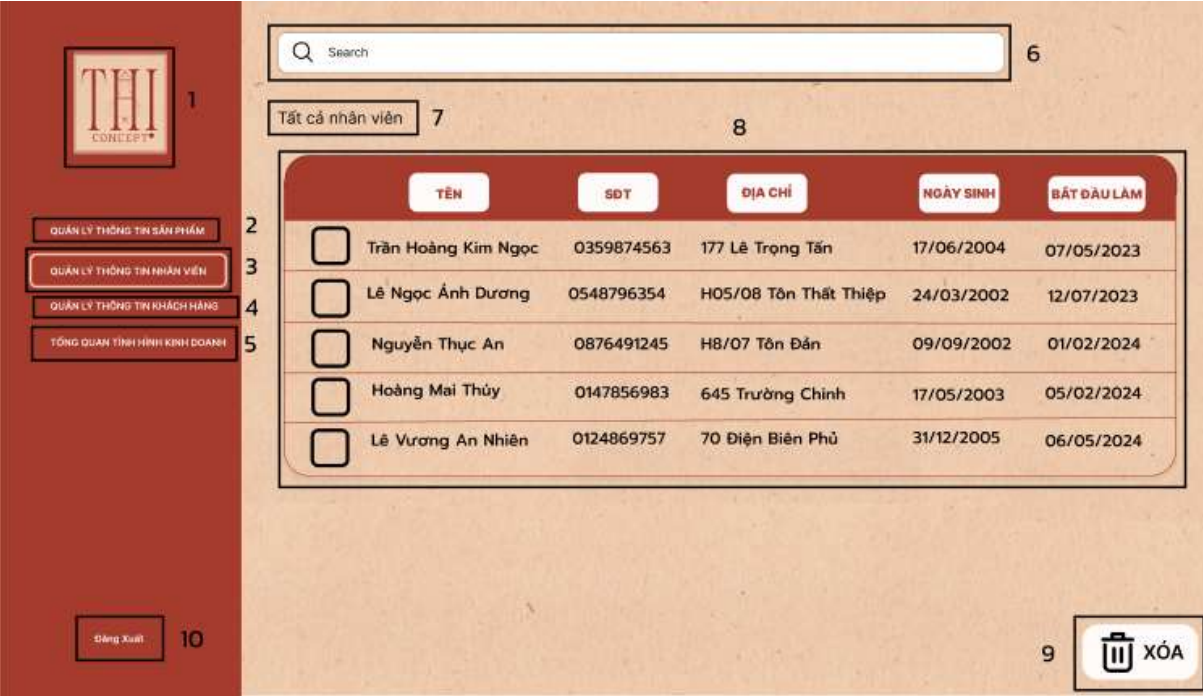 THI
CONCEPT
1
QUẢN LÝ THÔNG TIN SẢN PHẨM
2
QUẢN LÝ THÔNG TIN NHÂN VIÊN
3
QUẢN LÝ THÔNG TIN KHÁCH HÀNG
4
TỔNG QUAN TÌNH HÌNH KINH DOANH
5
Đăng Xuất
10
Search
6
Tất cả nhân viên
7
8
TÊN SĐT ĐỊA CHỈ NGÀY SINH BẮT ĐẦU LÀM
Trần Hoàng Kim Ngọc 0359874563 177 Lê Trọng Tấn 17/06/2004 07/05/2023
Lê Ngọc Ánh Dương 0548796354 H05/08 Tôn Thất Thiệp 24/03/2002 12/07/2023
Nguyễn Thục An 0876491245 H8/07 Tôn Đản 09/09/2002 01/02/2024
Hoàng Mai Thúy 0147856983 645 Trường Chinh 17/05/2003 05/02/2024
Lê Vương An Nhiên 0124869757 70 Điện Biên Phủ 31/12/2005 06/05/2024
9
XÓA